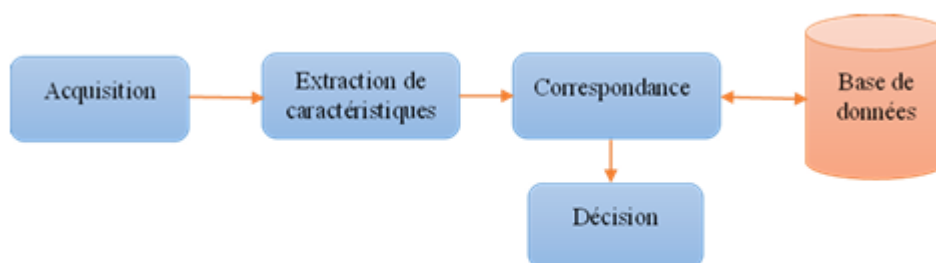 Acquisition
Extraction de
caractéristiques
Correspondance
Base de
données
Décision